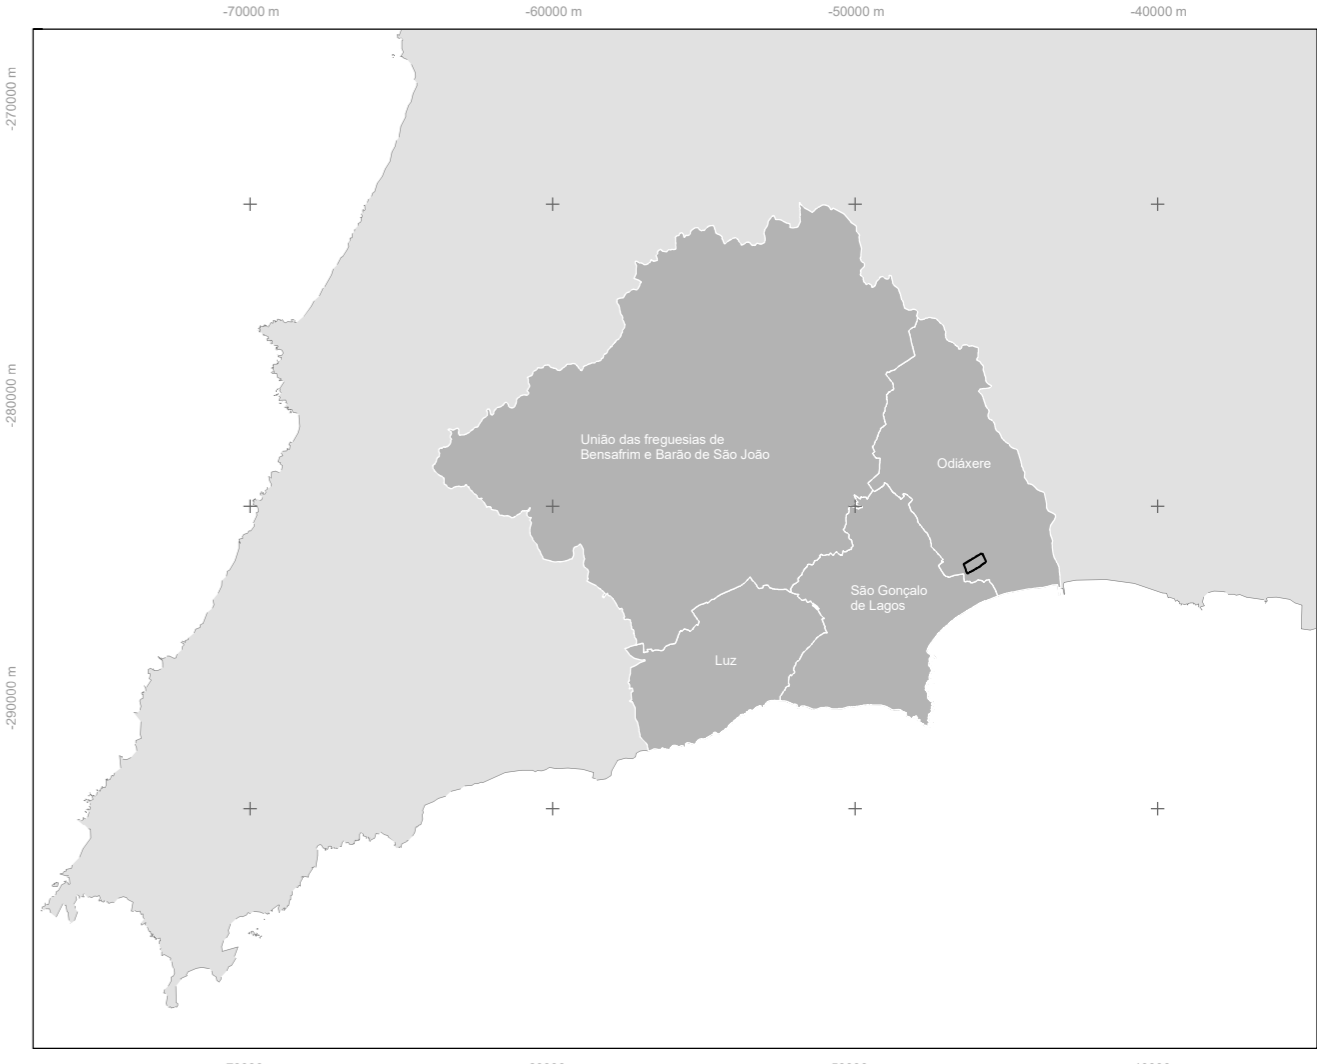 -70000 m
-60000 m
-50000 m
-40000 m
-270000 m
-280000 m
-290000 m
União das freguesias de
Bensafrim e Barão de São João
Odiáxere
São Gonçalo
de Lagos
Luz